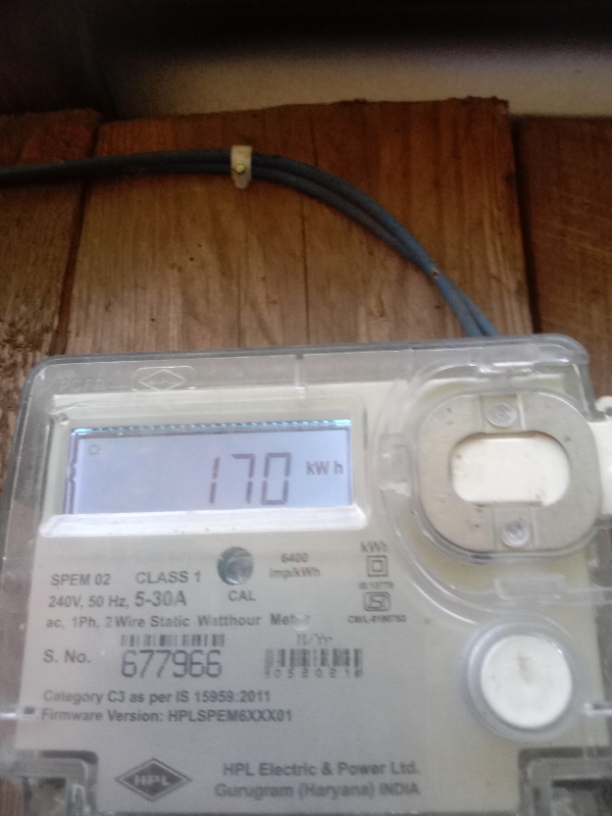 170 kWh
6400
imp/kWh
kWh
SPEM 02 CLASS 1
240V, 50 Hz, 5-30A
CAL
ac, 1Ph, 2Wire Static Watthour Meter
S. No. 677966
Category C3 as per IS 15959:2011
Firmware Version: HPLSPEM6XXX01
HPL
HPL Electric & Power Ltd.
Gurugram (Haryana) INDIA